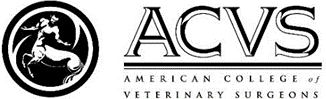 ACVS
AMERICAN COLLEGE of
VETERINARY SURGEONS